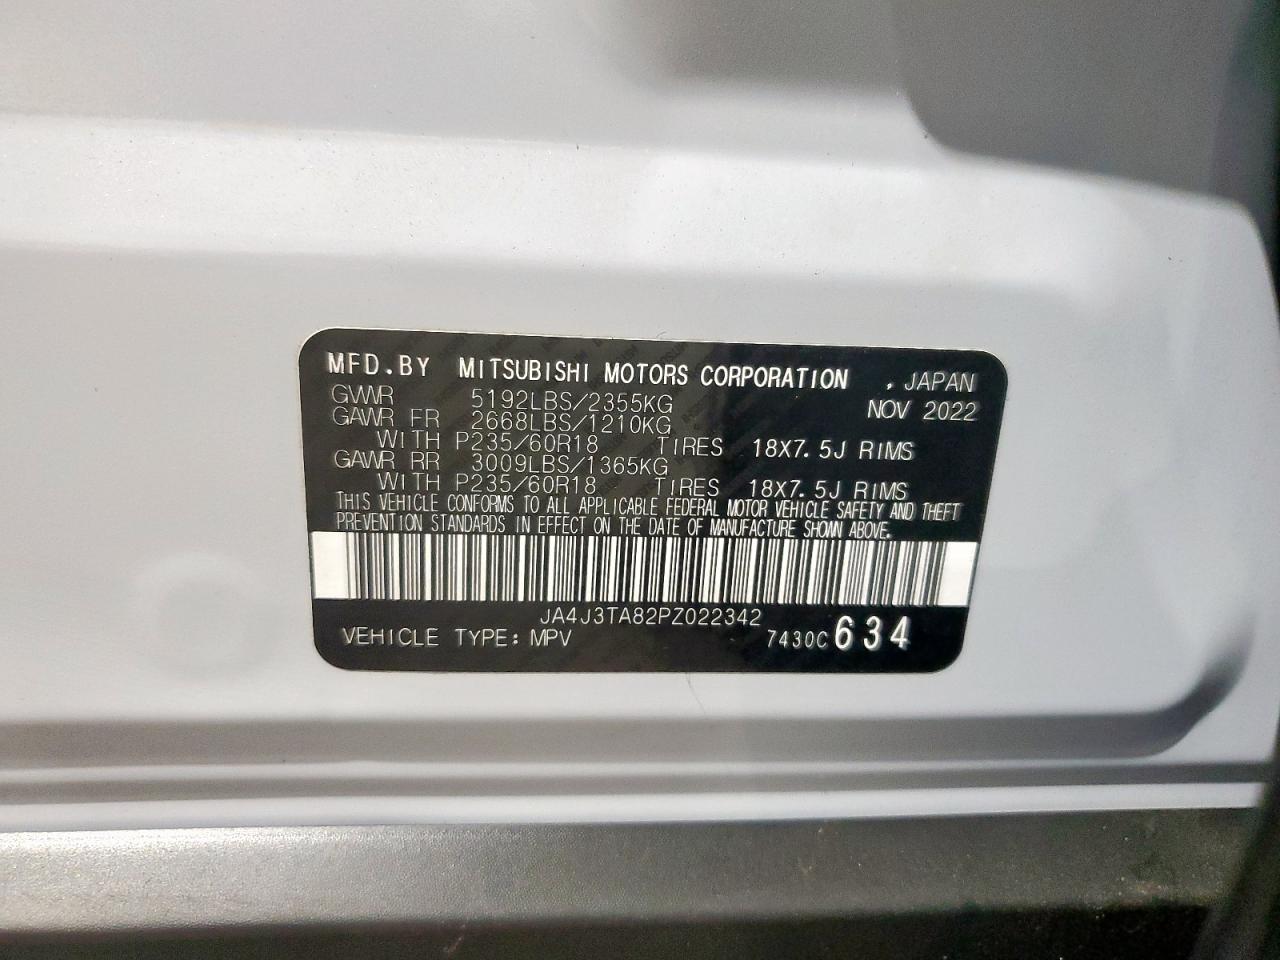 MFD.BY MITSUBISHI MOTORS CORPORATION , JAPAN
GVWR 5192LBS/2355KG NOV 2022
GAWR FR 2668LBS/1210KG
WITH P235/60R18 TIRES 18X7.5J RIMS
GAWR RR 3009LBS/1365KG
WITH P235/60R18 TIRES 18X7.5J RIMS
THIS VEHICLE CONFORMS TO ALL APPLICABLE FEDERAL MOTOR VEHICLE SAFETY AND THEFT
PREVENTION STANDARDS IN EFFECT ON THE DATE OF MANUFACTURE SHOWN ABOVE.
JA4J3TA82PZ022342
VEHICLE TYPE: MPV 7430C 634